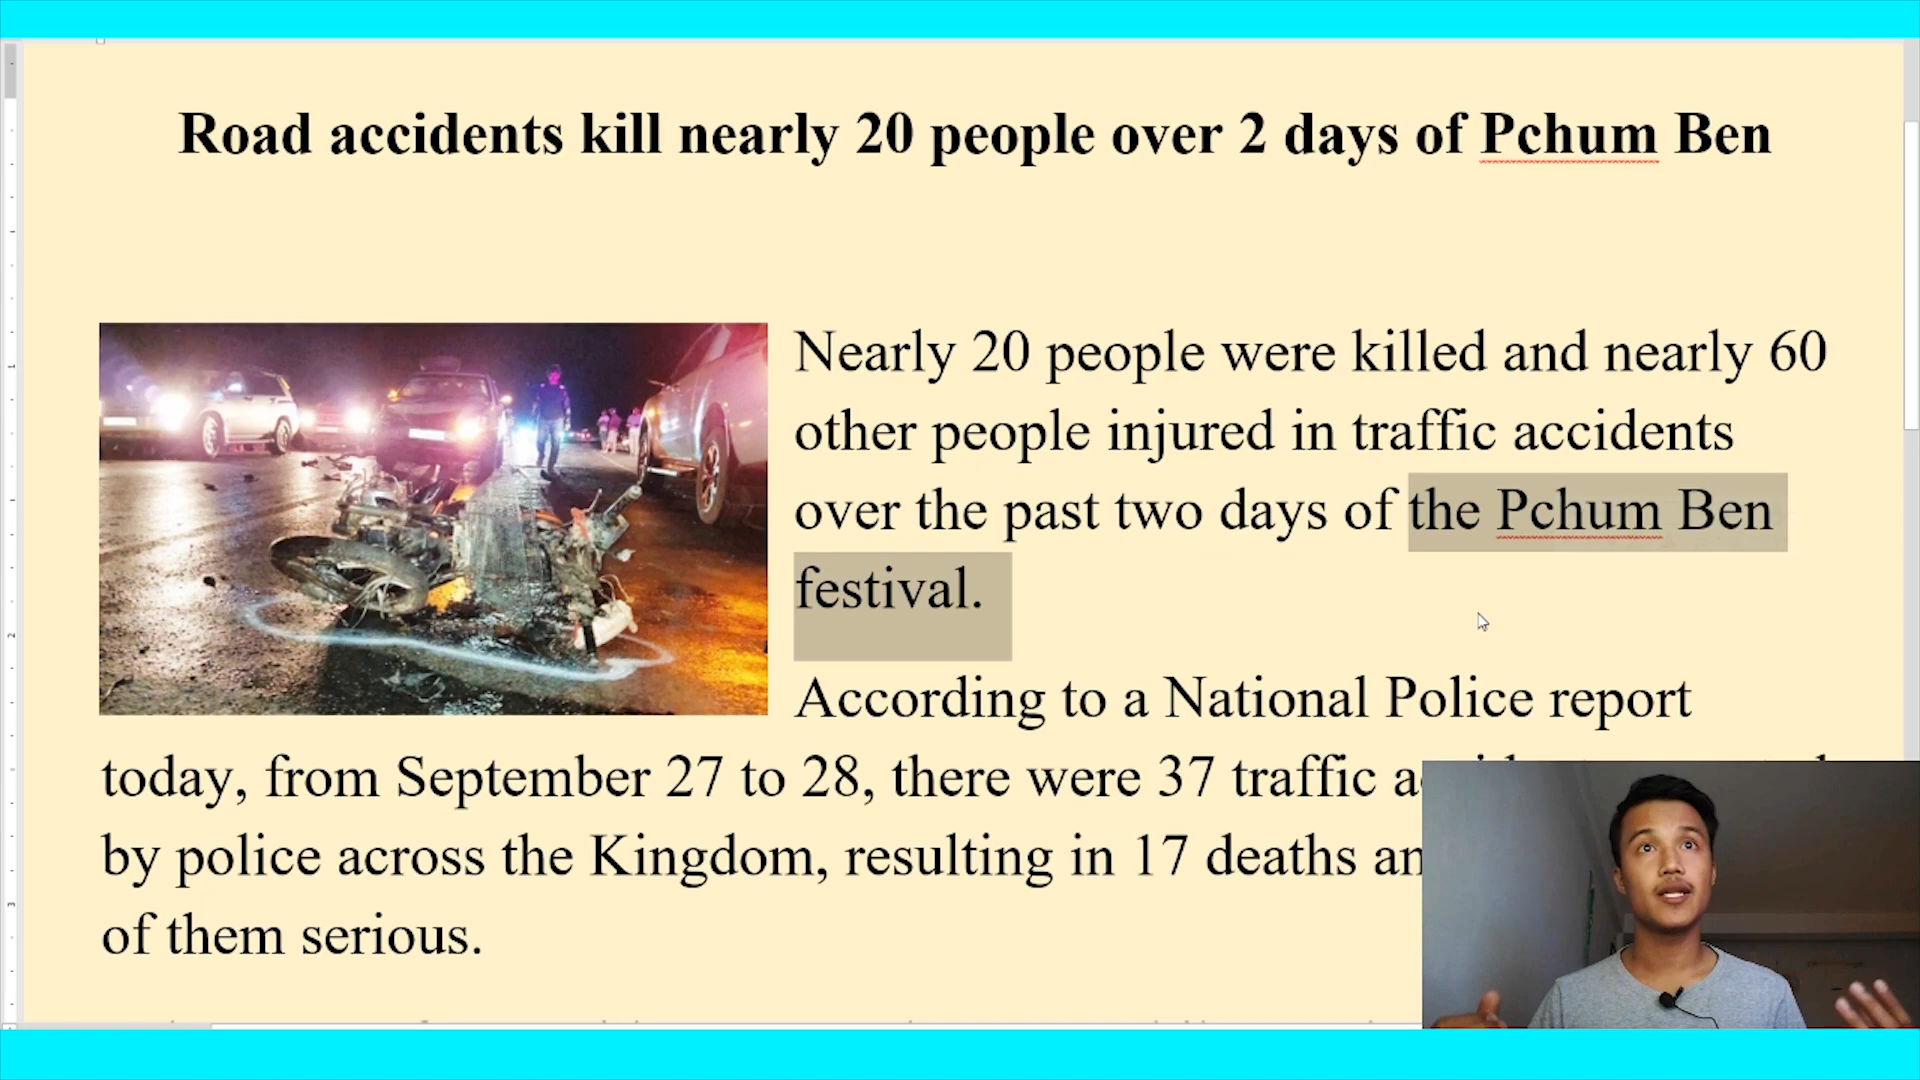 Road accidents kill nearly 20 people over 2 days of Pchum Ben
Nearly 20 people were killed and nearly 60
other people injured in traffic accidents
over the past two days of the Pchum Ben
festival.
According to a National Police report
today, from September 27 to 28, there were 37 traffic
by police across the Kingdom, resulting in 17 deaths
of them serious.